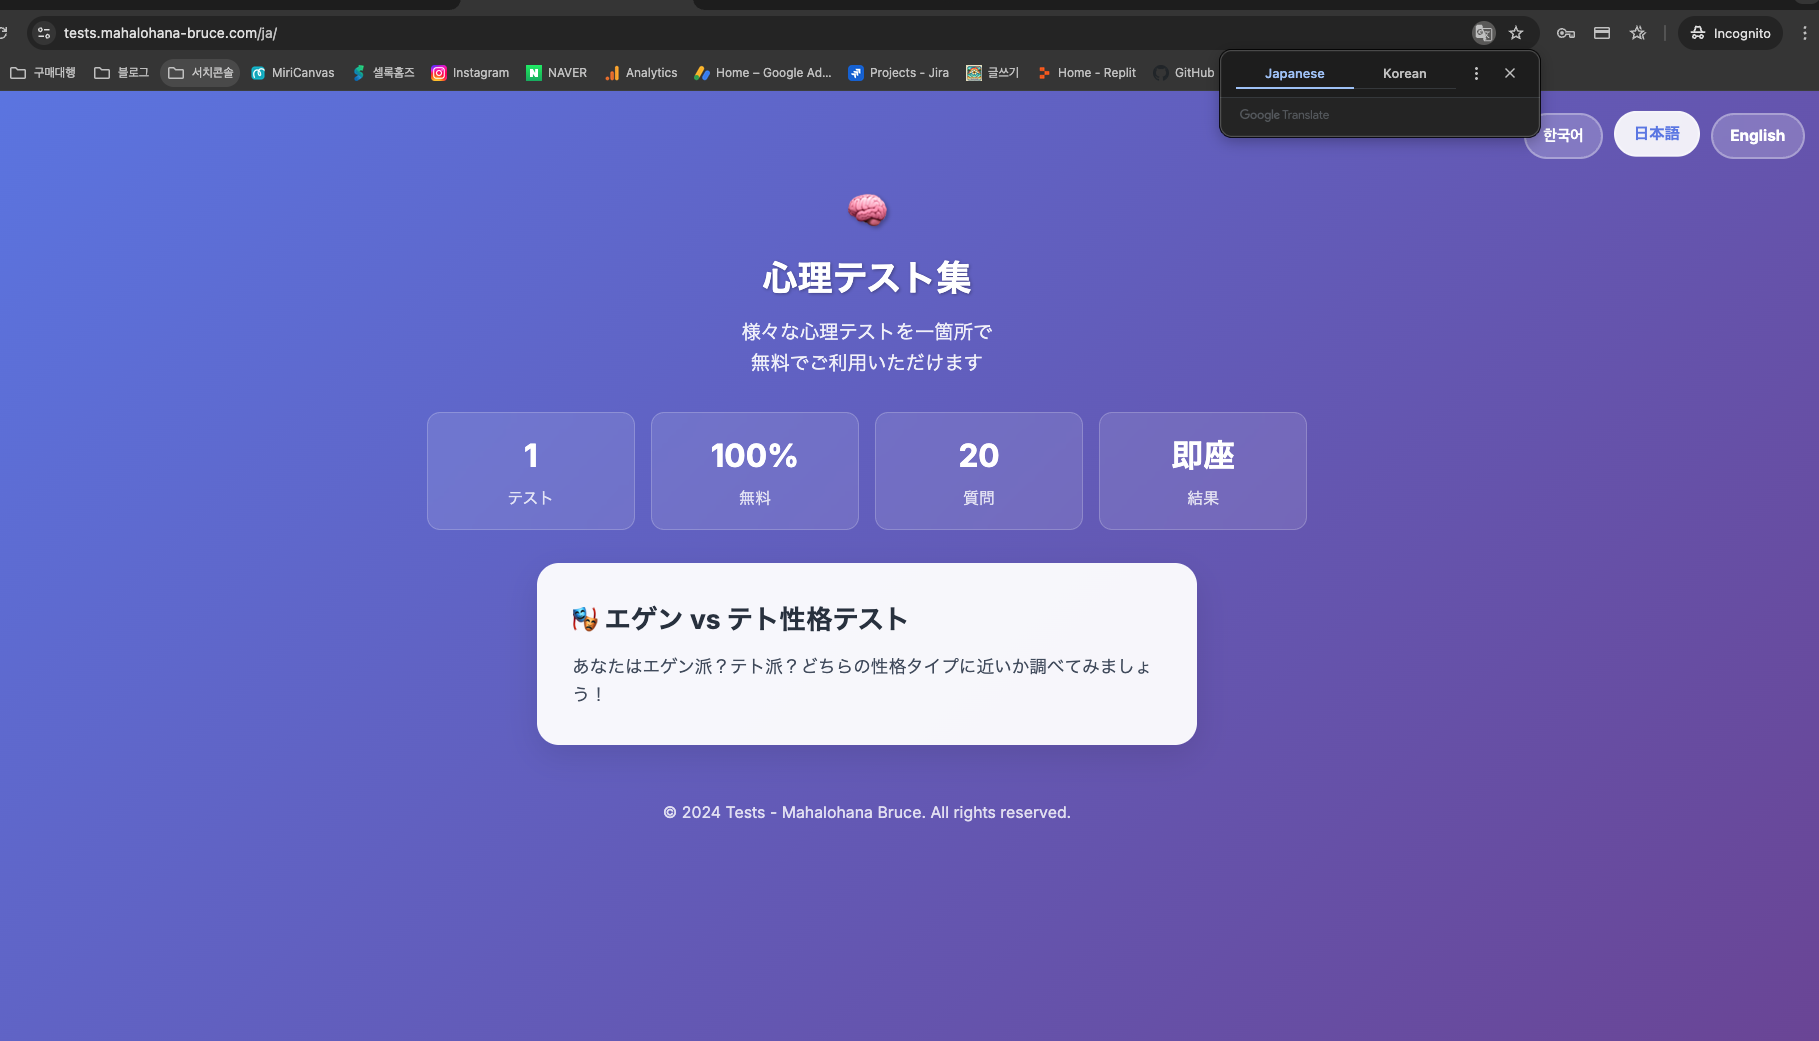 tests.mahalohana-bruce.com/ja/
Incognito
구매대행
블로그
서치콘솔
MiriCanvas
셀록홈즈
Instagram
NAVER
Analytics
Home – Google Ad...
Projects - Jira
글쓰기
Home - Replit
GitHub
Japanese
Korean
Google Translate
한국어
日本語
English
心理テスト集
様々な心理テストを一箇所で
無料でご利用いただけます
1
テスト
100%
無料
20
質問
即座
結果
エゲン vs テト性格テスト
あなたはエゲン派？テト派？どちらの性格タイプに近いか調べてみましょ
う！
© 2024 Tests - Mahalohana Bruce. All rights reserved.